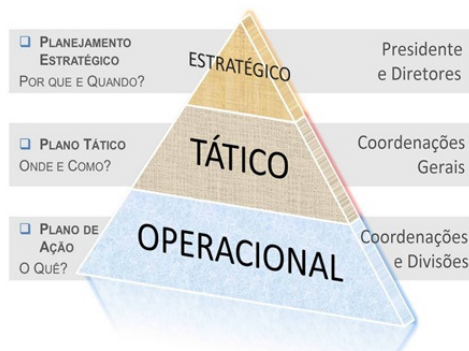 ❑ PLANEJAMENTO
ESTRATÉGICO
POR QUE E QUANDO?
ESTRATÉGICO
Presidente
e Diretores
❑ PLANO TÁTICO
ONDE E COMO?
TÁTICO
Coordenações
Gerais
❑ PLANO DE
AÇÃO
O QUÊ?
OPERACIONAL
Coordenações
e Divisões